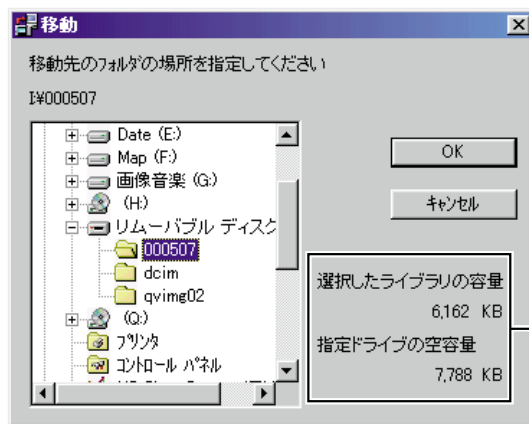 移動
移動先のフォルダの場所を指定してください
I¥000507
Date (E:)
Map (F:)
画像音楽 (G:)
(H:)
リムーバブル ディスク
000507
dcim
qvimg02
(Q:)
プリンタ
コントロール パネル
OK
キャンセル
選択したライブラリの容量
6,162 KB
指定ドライブの空容量
7,788 KB